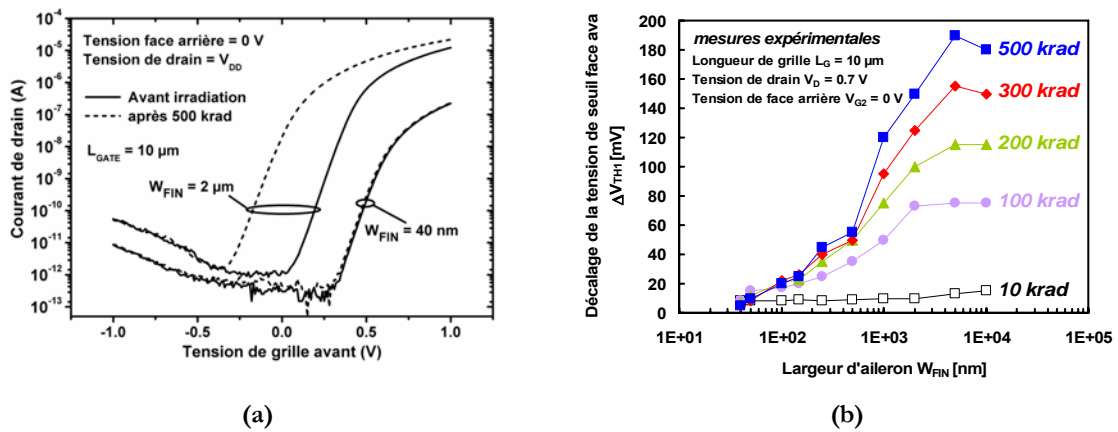 Courant de drain (A)
10⁻⁴
10⁻⁵
10⁻⁶
10⁻⁷
10⁻⁸
10⁻⁹
10⁻¹⁰
10⁻¹¹
10⁻¹²
10⁻¹³
Tension face arrière = 0 V
Tension de drain = V_DD
Avant irradiation
après 500 krad
L_GATE = 10 µm
W_FIN = 2 µm
W_FIN = 40 nm
-1.0 -0.5 0.0 0.5 1.0
Tension de grille avant (V)
(a)
Décalage de la tension de seuil face ava
ΔV_TH1 [mV]
200
180
160
140
120
100
80
60
40
20
0
mesures expérimentales
Longueur de grille L_G = 10 µm
Tension de drain V_D = 0.7 V
Tension de face arrière V_G2 = 0 V
500 krad
300 krad
200 krad
100 krad
10 krad
1E+01 1E+02 1E+03 1E+04 1E+05
Largeur d'aileron W_FIN [nm]
(b)